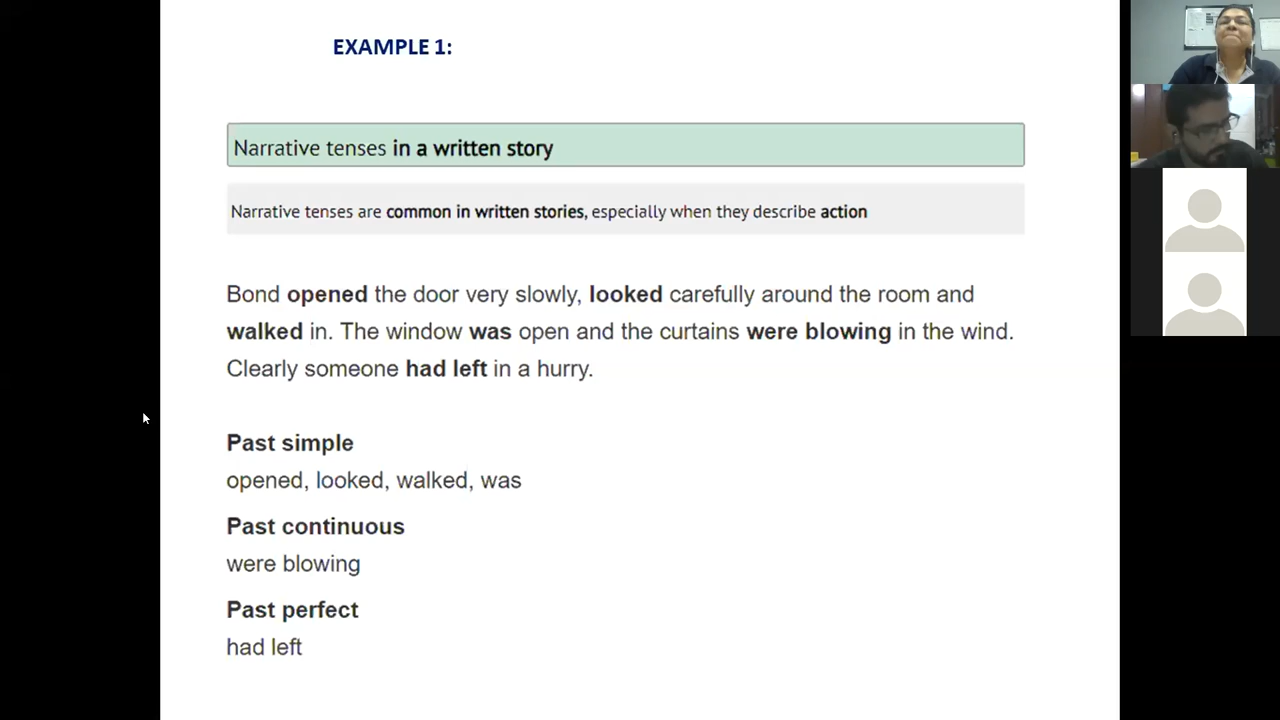 EXAMPLE 1:
Narrative tenses in a written story
Narrative tenses are common in written stories, especially when they describe action
Bond opened the door very slowly, looked carefully around the room and
walked in. The window was open and the curtains were blowing in the wind.
Clearly someone had left in a hurry.
Past simple
opened, looked, walked, was
Past continuous
were blowing
Past perfect
had left